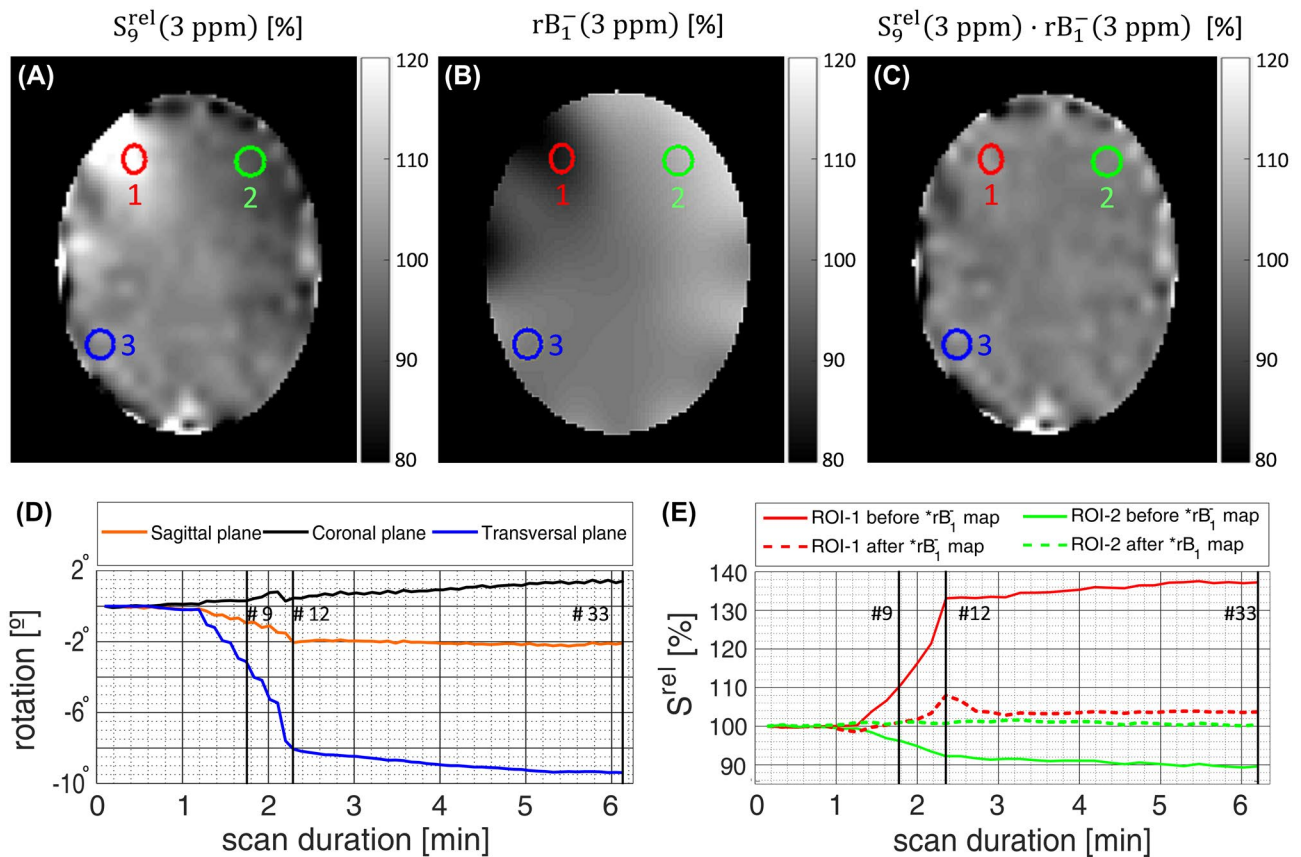 S₉ʳᵉˡ(3 ppm) [%]
rB₁⁻(3 ppm) [%]
S₉ʳᵉˡ(3 ppm) · rB₁⁻(3 ppm) [%]
(A)
1
2
3
120
110
100
90
80
(B)
1
2
3
120
110
100
90
80
(C)
1
2
3
120
110
100
90
80
(D)
Sagittal plane
Coronal plane
Transversal plane
2°
-2°
-6°
-10°
rotation [º]
# 9
# 12
# 33
0
1
2
3
4
5
6
scan duration [min]
(E)
ROI-1 before *rB₁⁻ map
ROI-2 before *rB₁⁻ map
ROI-1 after *rB₁⁻ map
ROI-2 after *rB₁⁻ map
140
130
120
110
100
90
Sʳᵉˡ [%]
#9
#12
#33
0
1
2
3
4
5
6
scan duration [min]